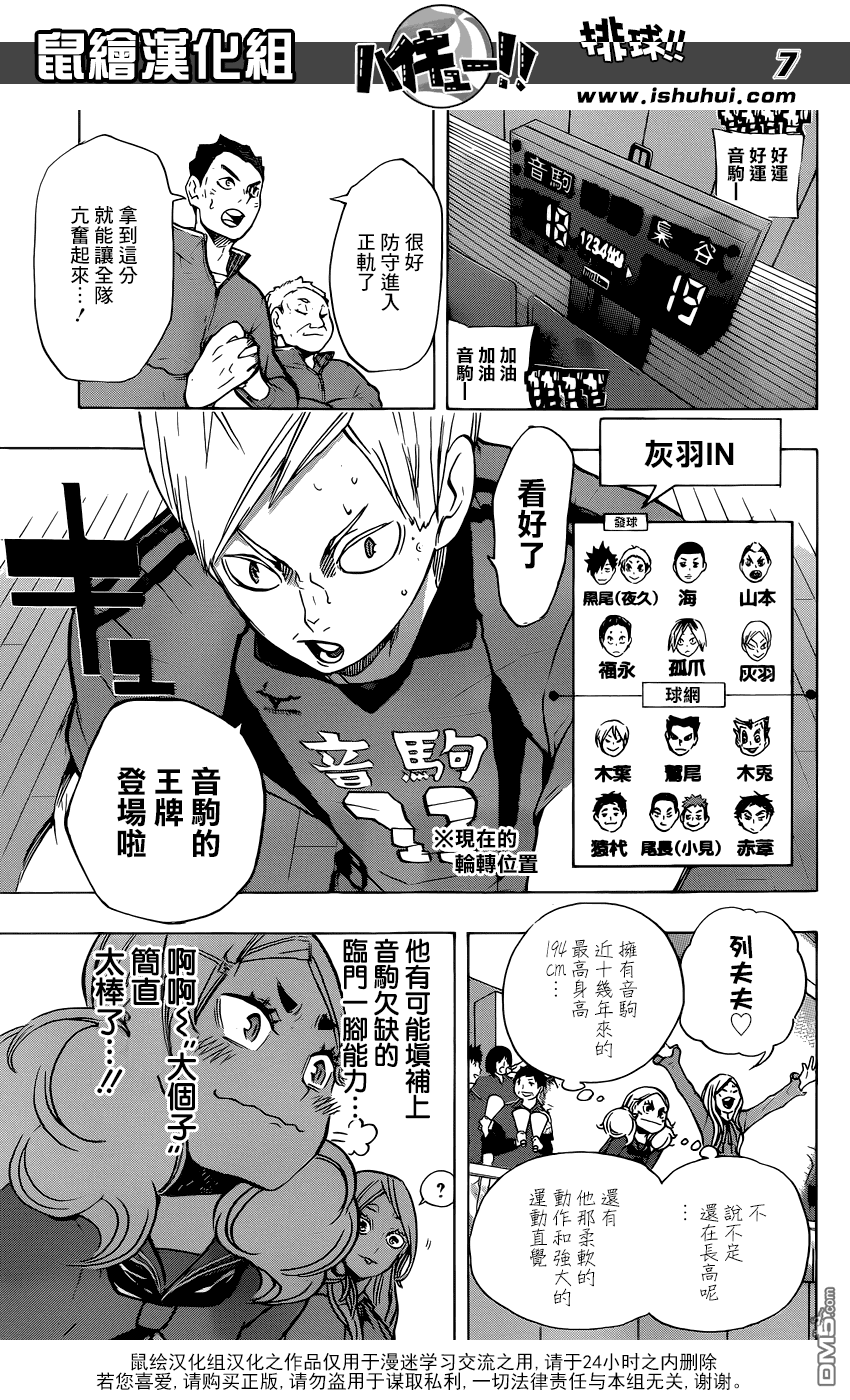 鼠繪漢化組
ハイキュー!!
排球!!
7
www.ishuhui.com
好運
好運
音駒ー
音駒
18
1234
梟谷
19
加油
加油
音駒ー
很好
防守進入
正軌了
拿到這分
就能讓全隊
亢奮起來…!
灰羽IN
看好了
キュ
音駒的
王牌
登場啦
音駒
發球
黑尾(夜久)
海
山本
福永
孤爪
灰羽
球網
木葉
鷲尾
木兔
猿杙
尾長(小見)
赤葦
※現在的
輪轉位置
列夫夫♡
擁有音駒
近十幾年來的
最高身高
194cm…
不
說不定
還在長高呢
…
還有
他那柔軟的
動作和強大的
運動直覺
他有可能填補上
音駒欠缺的
臨門一腳能力…
啊啊~“大個子”
簡直
太棒了…!!
?
DM5.com
鼠绘汉化组汉化之作品仅用于漫迷学习交流之用, 请于24小时之内删除
若您喜爱, 请购买正版, 请勿盗用于谋取私利, 一切法律责任与本组无关, 谢谢。